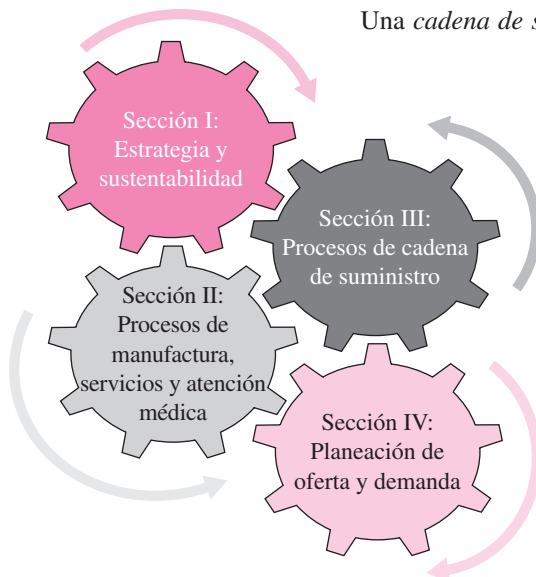 Una cadena de s
Sección I:
Estrategia y
sustentabilidad
Sección III:
Procesos de cadena
de suministro
Sección II:
Procesos de
manufactura,
servicios y atención
médica
Sección IV:
Planeación de
oferta y demanda